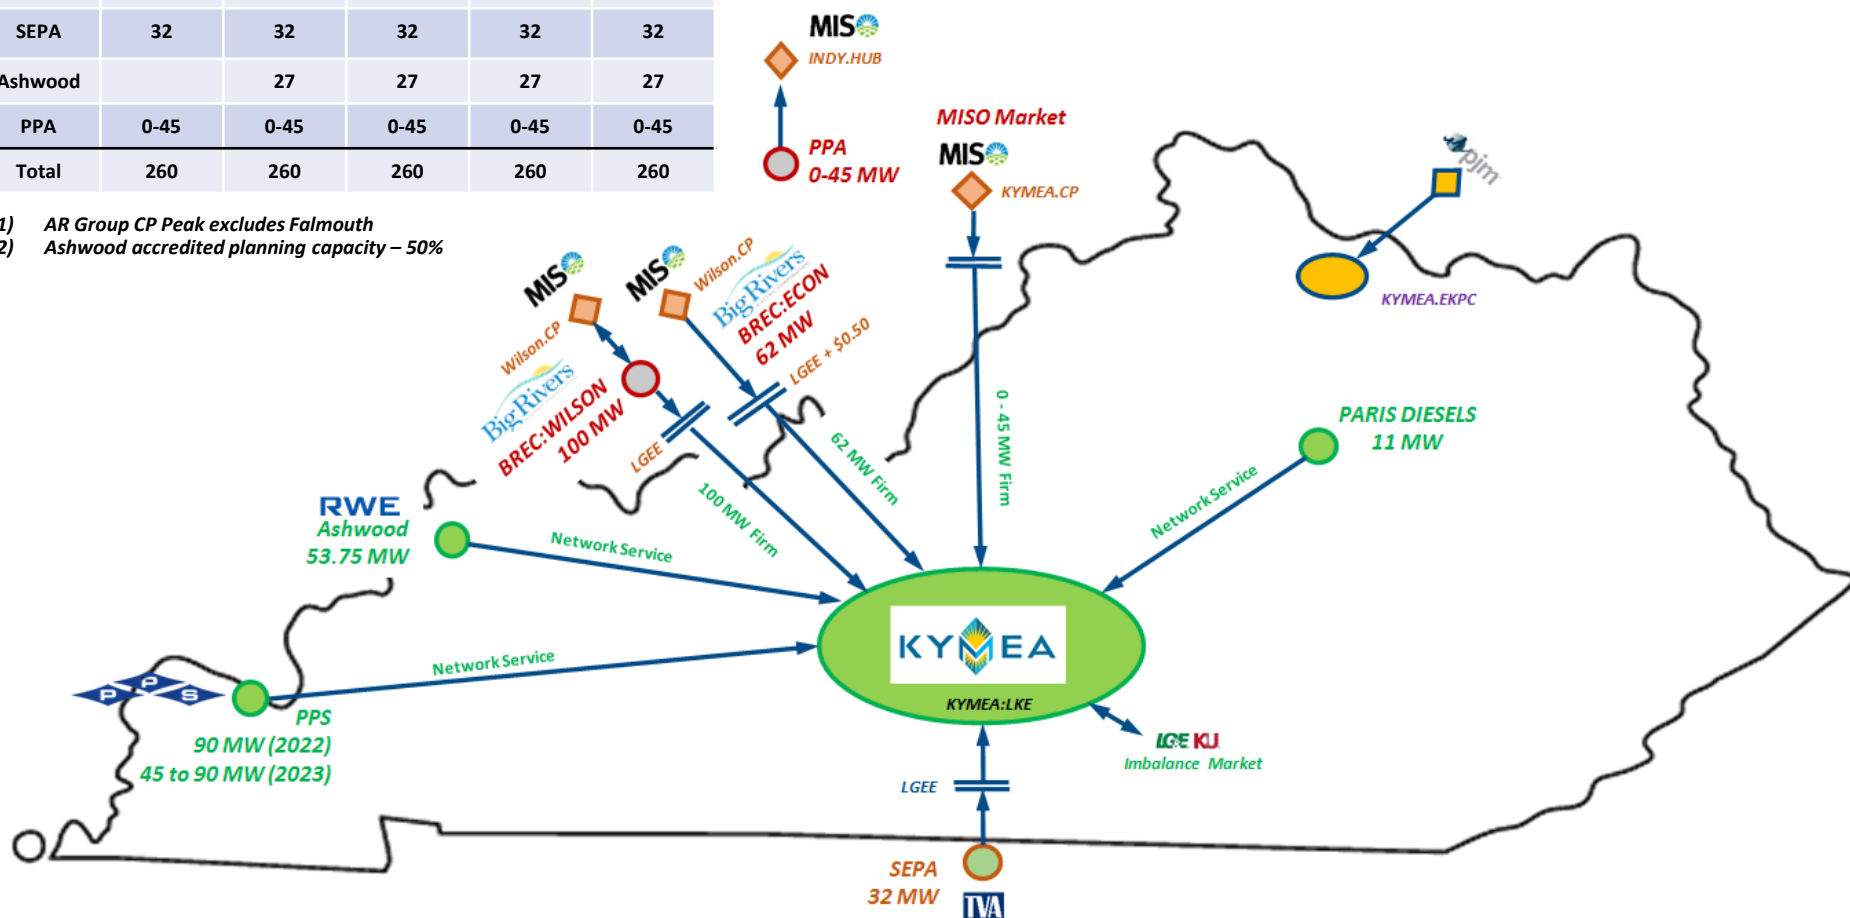 SEPA 32 32 32 32 32
Ashwood 27 27 27 27
PPA 0-45 0-45 0-45 0-45 0-45
Total 260 260 260 260 260
1) AR Group CP Peak excludes Falmouth
2) Ashwood accredited planning capacity – 50%
MISO
INDY.HUB
PPA
0-45 MW
MISO Market
MISO
KYMEA.CP
pjm
KYMEA.EKPC
MISO
Wilson.CP
Big Rivers
BREC:WILSON
100 MW
LGEE
100 MW Firm
MISO
Wilson.CP
Big Rivers
BREC:ECON
62 MW
LGEE + $0.50
62 MW Firm
0 - 45 MW Firm
PARIS DIESELS
11 MW
Network Service
RWE
Ashwood
53.75 MW
Network Service
PPS
PPS
90 MW (2022)
45 to 90 MW (2023)
Network Service
KYMEA
KYMEA:LKE
LG&E KU
Imbalance Market
LGEE
SEPA
32 MW
TVA